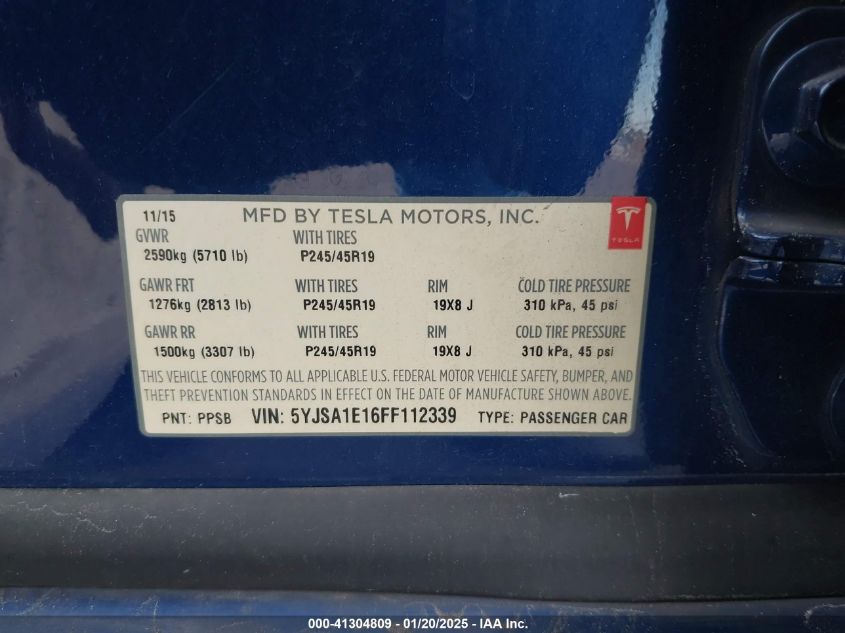 11/15 MFD BY TESLA MOTORS, INC.
TESLA
GVWR WITH TIRES
2590kg (5710 lb) P245/45R19
GAWR FRT WITH TIRES RIM COLD TIRE PRESSURE
1276kg (2813 lb) P245/45R19 19X8 J 310 kPa, 45 psi
GAWR RR WITH TIRES RIM COLD TIRE PRESSURE
1500kg (3307 lb) P245/45R19 19X8 J 310 kPa, 45 psi
THIS VEHICLE CONFORMS TO ALL APPLICABLE U.S. FEDERAL MOTOR VEHICLE SAFETY, BUMPER, AND
THEFT PREVENTION STANDARDS IN EFFECT ON THE DATE OF MANUFACTURE SHOWN ABOVE.
PNT: PPSB VIN: 5YJSA1E16FF112339 TYPE: PASSENGER CAR
000-41304809 - 01/20/2025 - IAA Inc.